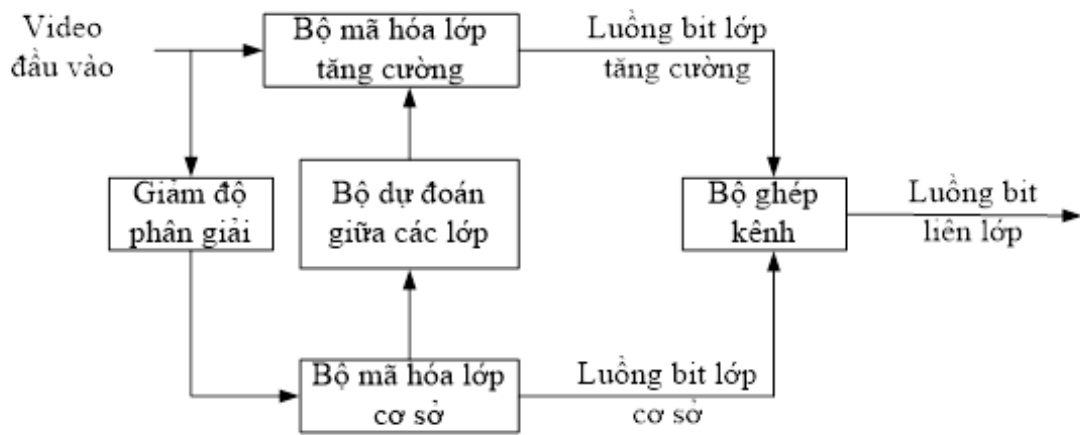 Video
đầu vào
Bộ mã hóa lớp
tăng cường
Luồng bit lớp
tăng cường
Giảm độ
phân giải
Bộ dự đoán
giữa các lớp
Bộ ghép
kênh
Luồng bit
liên lớp
Bộ mã hóa lớp
cơ sở
Luồng bit lớp
cơ sở